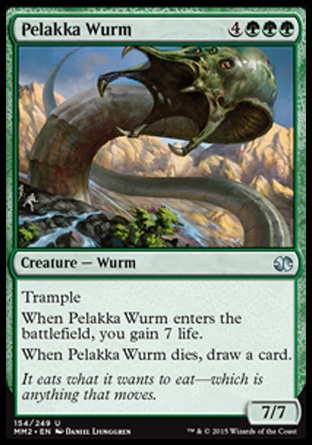 Pelakka Wurm 4
Creature — Wurm
Trample
When Pelakka Wurm enters the
battlefield, you gain 7 life.
When Pelakka Wurm dies, draw a card.
It eats what it wants to eat—which is
anything that moves.
7/7
154/249 U
MM2 • EN Daniel Ljunggren
™ & © 2015 Wizards of the Coast